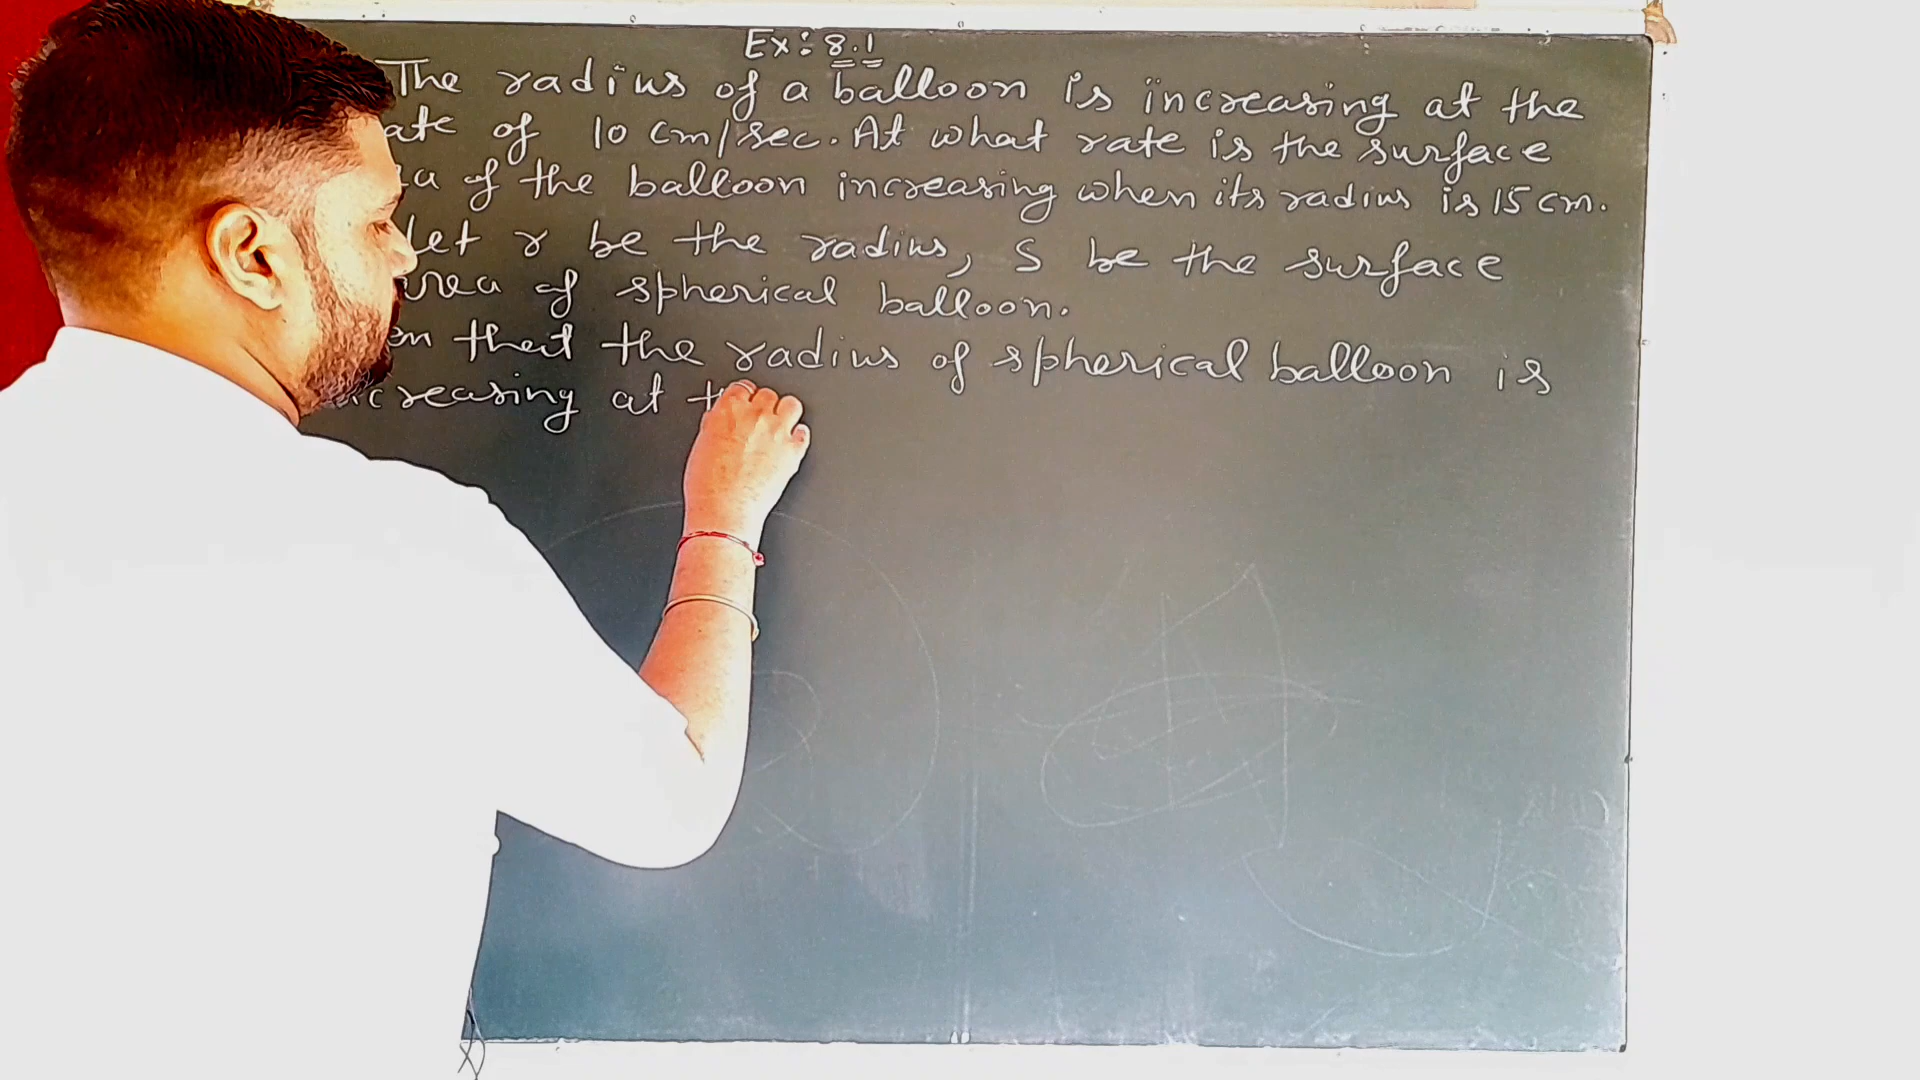 Ex: 8.1
The radius of a balloon is increasing at the
ate of 10 cm/sec. At what rate is the surface
ea of the balloon increasing when its radius is 15 cm.
let r be the radius, S be the surface
area of spherical balloon.
en that the radius of spherical balloon is
creasing at t